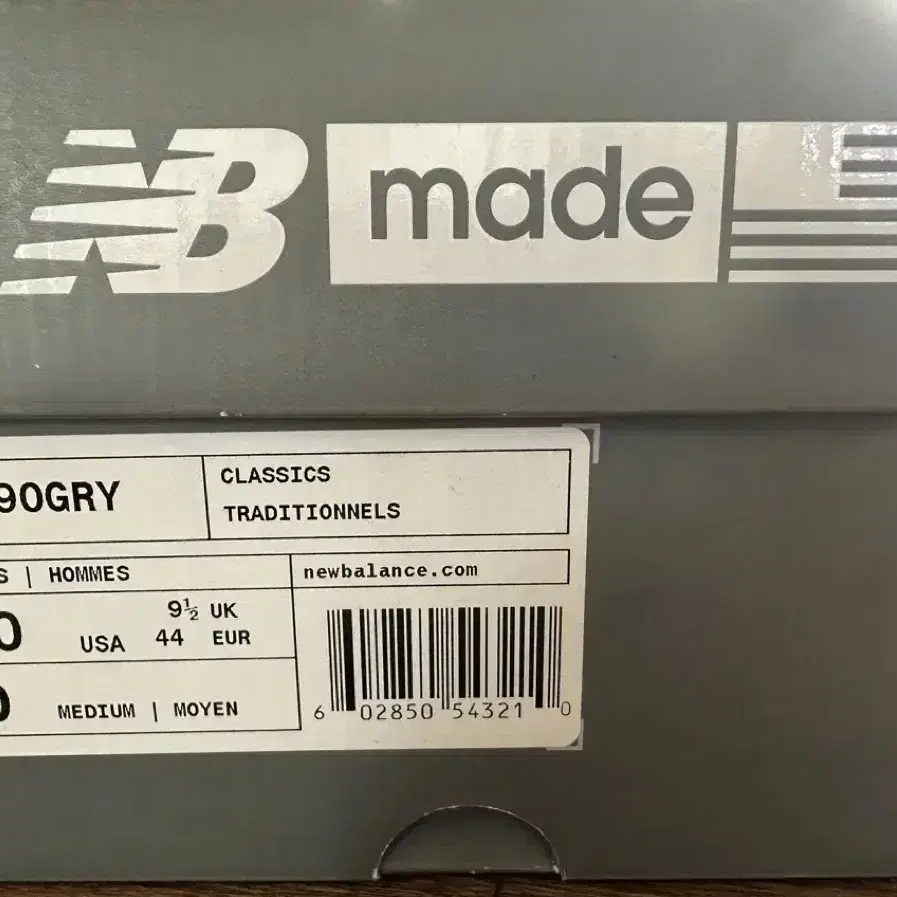 NB made
90GRY
CLASSICS
TRADITIONNELS
S | HOMMES
newbalance.com
0 USA 9½ UK
44 EUR
MEDIUM | MOYEN
6 02850 54321 0